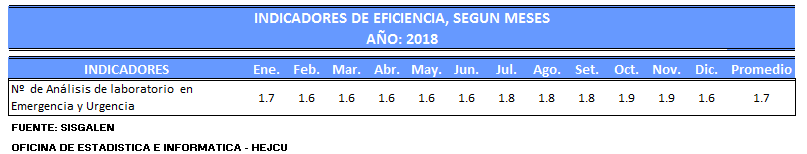 INDICADORES DE EFICIENCIA, SEGUN MESES
AÑO: 2018
INDICADORES Ene. Feb. Mar. Abr. May. Jun. Jul. Ago. Set. Oct. Nov. Dic. Promedio
Nº de Análisis de laboratorio en Emergencia y Urgencia 1.7 1.6 1.6 1.6 1.6 1.6 1.8 1.8 1.8 1.9 1.9 1.6 1.7
FUENTE: SISGALEN
OFICINA DE ESTADISTICA E INFORMATICA - HEJCU